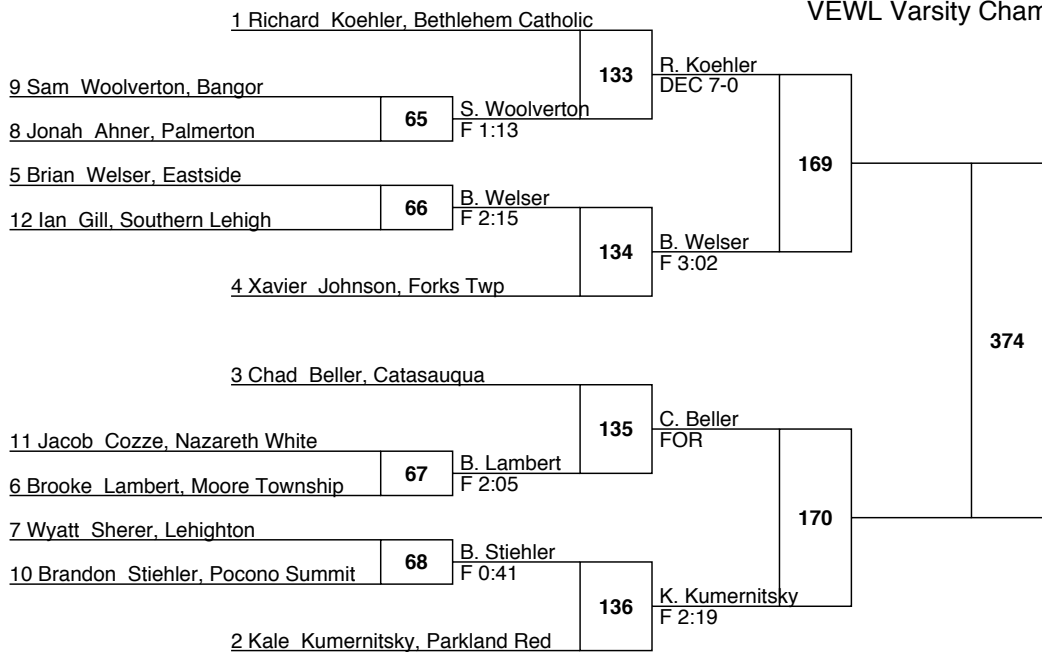 VEWL Varsity Cham
1 Richard Koehler, Bethlehem Catholic
133
R. Koehler
DEC 7-0
9 Sam Woolverton, Bangor
65
S. Woolverton
F 1:13
8 Jonah Ahner, Palmerton
169
5 Brian Welser, Eastside
66
B. Welser
F 2:15
12 Ian Gill, Southern Lehigh
134
B. Welser
F 3:02
4 Xavier Johnson, Forks Twp
374
3 Chad Beller, Catasauqua
135
C. Beller
FOR
11 Jacob Cozze, Nazareth White
67
B. Lambert
F 2:05
6 Brooke Lambert, Moore Township
170
7 Wyatt Sherer, Lehighton
68
B. Stiehler
F 0:41
10 Brandon Stiehler, Pocono Summit
136
K. Kumernitsky
F 2:19
2 Kale Kumernitsky, Parkland Red